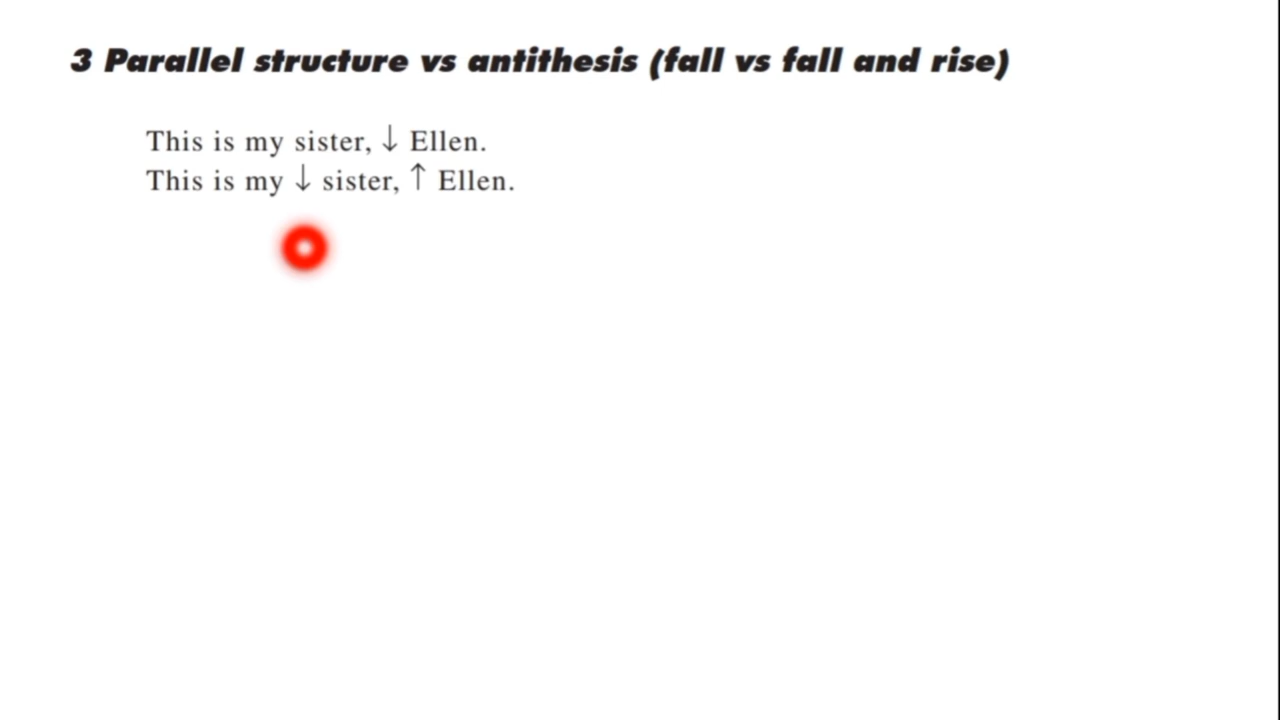 3 Parallel structure vs antithesis (fall vs fall and rise)
This is my sister, ↓ Ellen.
This is my ↓ sister, ↑ Ellen.